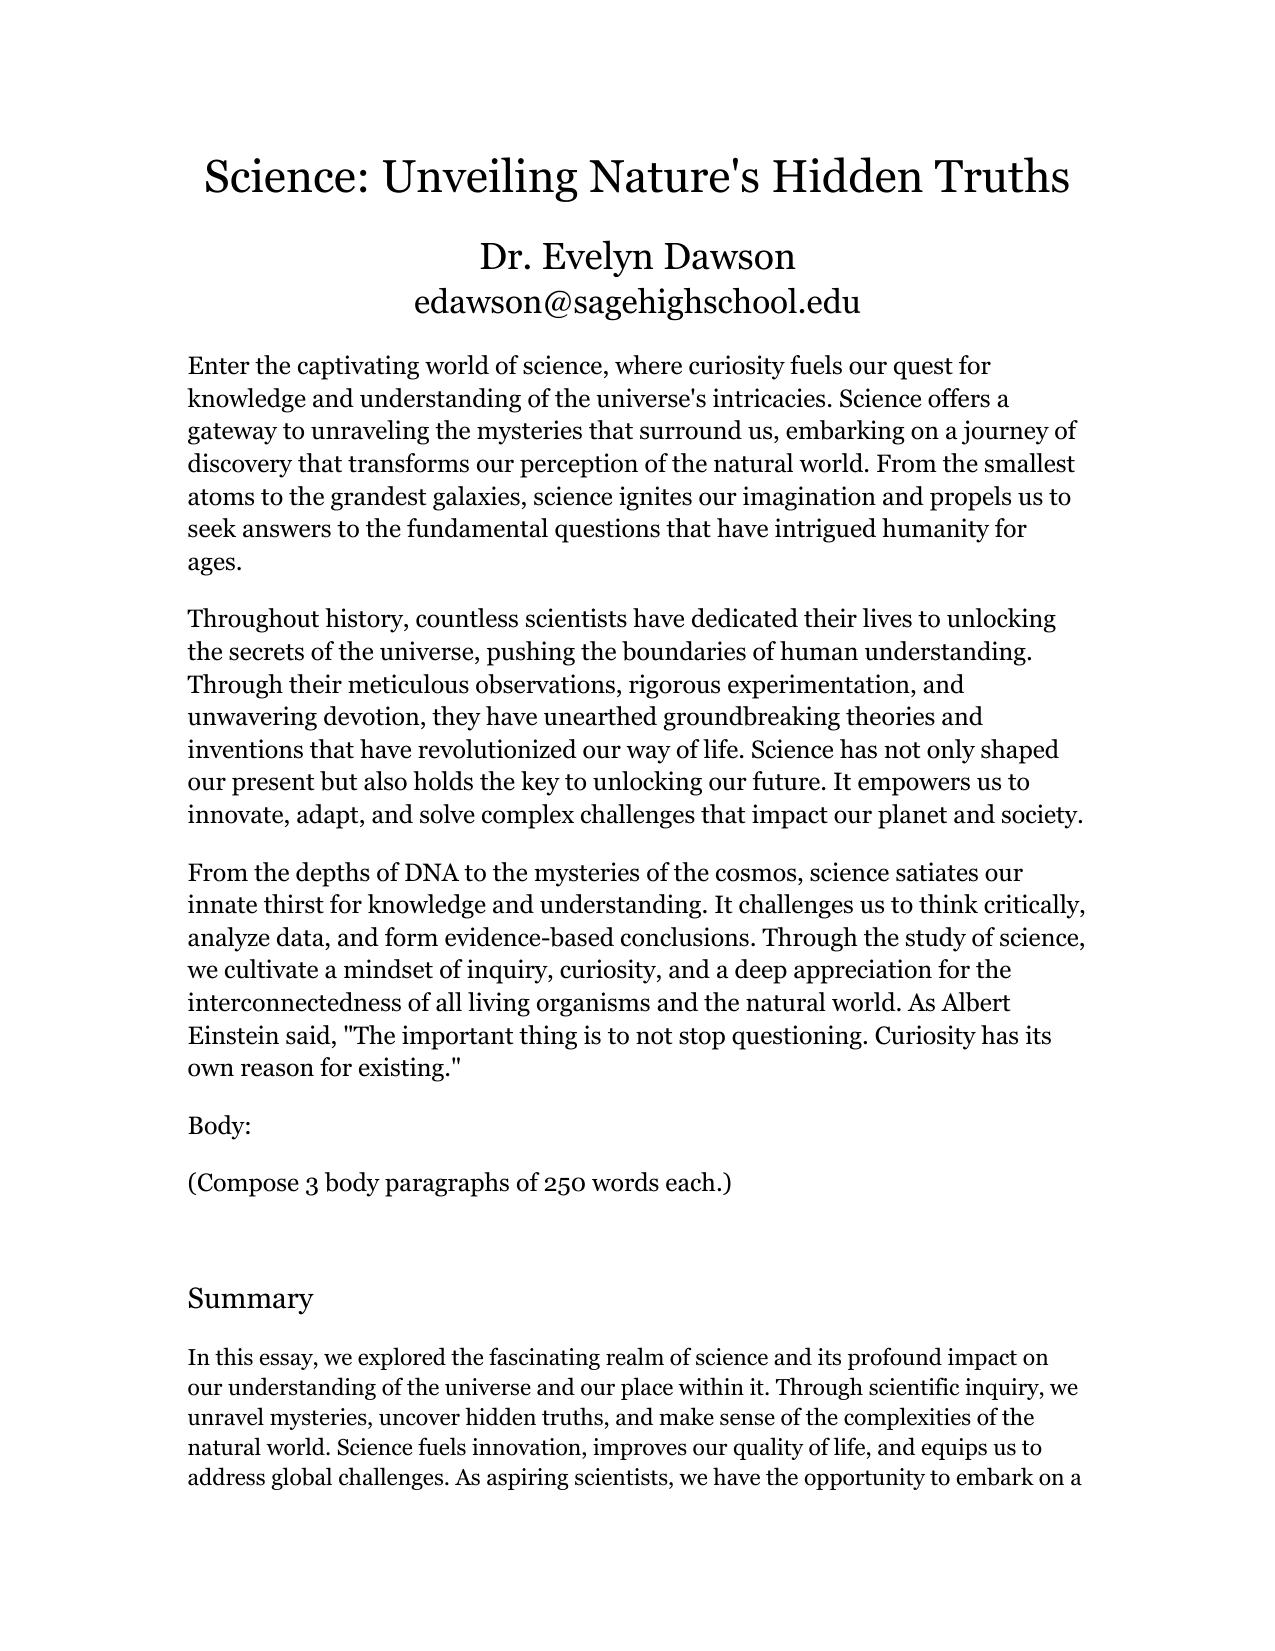 Science: Unveiling Nature's Hidden Truths
Dr. Evelyn Dawson
edawson@sagehighschool.edu
Enter the captivating world of science, where curiosity fuels our quest for
knowledge and understanding of the universe's intricacies. Science offers a
gateway to unraveling the mysteries that surround us, embarking on a journey of
discovery that transforms our perception of the natural world. From the smallest
atoms to the grandest galaxies, science ignites our imagination and propels us to
seek answers to the fundamental questions that have intrigued humanity for
ages.
Throughout history, countless scientists have dedicated their lives to unlocking
the secrets of the universe, pushing the boundaries of human understanding.
Through their meticulous observations, rigorous experimentation, and
unwavering devotion, they have unearthed groundbreaking theories and
inventions that have revolutionized our way of life. Science has not only shaped
our present but also holds the key to unlocking our future. It empowers us to
innovate, adapt, and solve complex challenges that impact our planet and society.
From the depths of DNA to the mysteries of the cosmos, science satiates our
innate thirst for knowledge and understanding. It challenges us to think critically,
analyze data, and form evidence-based conclusions. Through the study of science,
we cultivate a mindset of inquiry, curiosity, and a deep appreciation for the
interconnectedness of all living organisms and the natural world. As Albert
Einstein said, "The important thing is to not stop questioning. Curiosity has its
own reason for existing."
Body:
(Compose 3 body paragraphs of 250 words each.)
Summary
In this essay, we explored the fascinating realm of science and its profound impact on
our understanding of the universe and our place within it. Through scientific inquiry, we
unravel mysteries, uncover hidden truths, and make sense of the complexities of the
natural world. Science fuels innovation, improves our quality of life, and equips us to
address global challenges. As aspiring scientists, we have the opportunity to embark on a